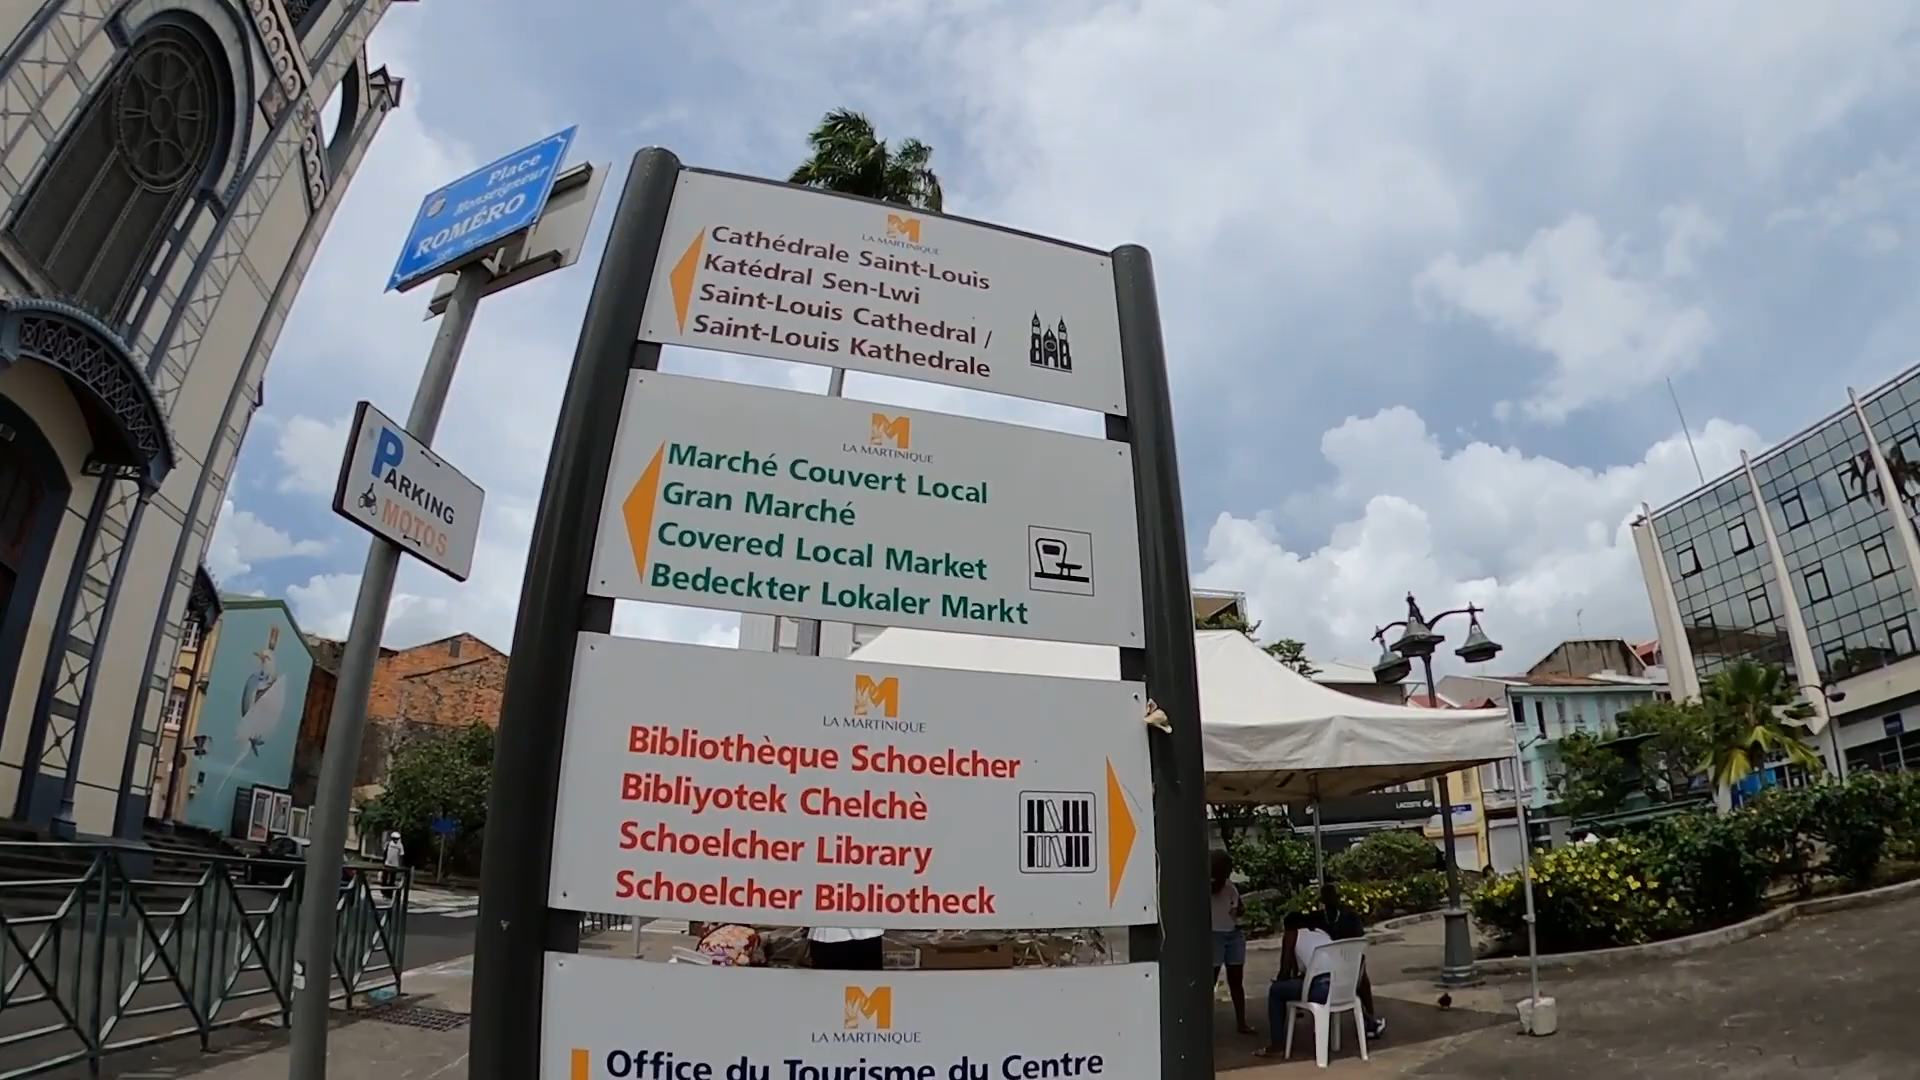 Place
Monseigneur
ROMÉRO
PARKING
MOTOS
LA MARTINIQUE
Cathédrale Saint-Louis
Katédral Sen-Lwi
Saint-Louis Cathedral /
Saint-Louis Kathedrale
LA MARTINIQUE
Marché Couvert Local
Gran Marché
Covered Local Market
Bedeckter Lokaler Markt
LA MARTINIQUE
Bibliothèque Schoelcher
Bibliyotek Chelchè
Schoelcher Library
Schoelcher Bibliotheck
LA MARTINIQUE
Office du Tourisme du Centre
LACOSTE